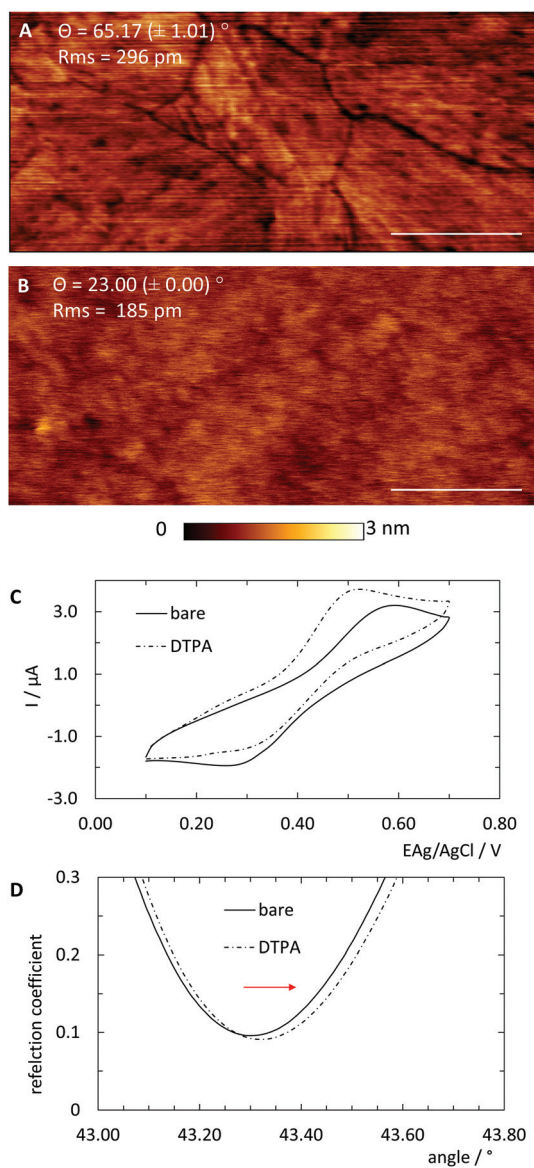 A
Θ = 65.17 (± 1.01) °
Rms = 296 pm
B
Θ = 23.00 (± 0.00) °
Rms = 185 pm
0
3 nm
C
bare
DTPA
3.0
1.0
-1.0
-3.0
I / µA
0.00 0.20 0.40 0.60 0.80
EAg/AgCl / V
D
bare
DTPA
0.3
0.2
0.1
0
refelction coefficient
43.00 43.20 43.40 43.60 43.80
angle / °